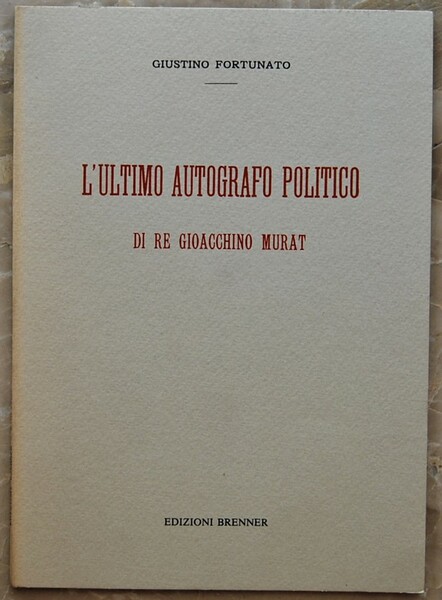 GIUSTINO FORTUNATO
L'ULTIMO AUTOGRAFO POLITICO
DI RE GIOACCHINO MURAT
EDIZIONI BRENNER